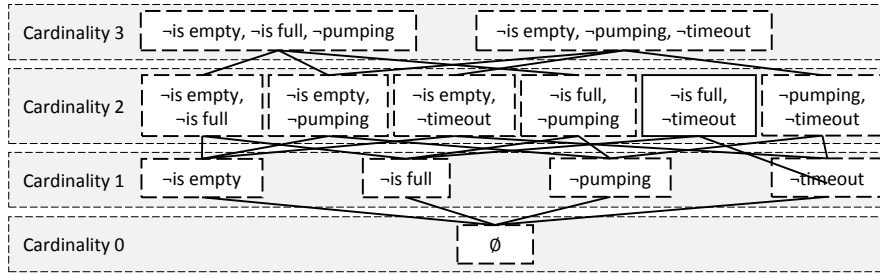 Cardinality 3
¬is empty, ¬is full, ¬pumping
¬is empty, ¬pumping, ¬timeout
Cardinality 2
¬is empty,
¬is full
¬is empty,
¬pumping
¬is empty,
¬timeout
¬is full,
¬pumping
¬is full,
¬timeout
¬pumping,
¬timeout
Cardinality 1
¬is empty
¬is full
¬pumping
¬timeout
Cardinality 0
Ø